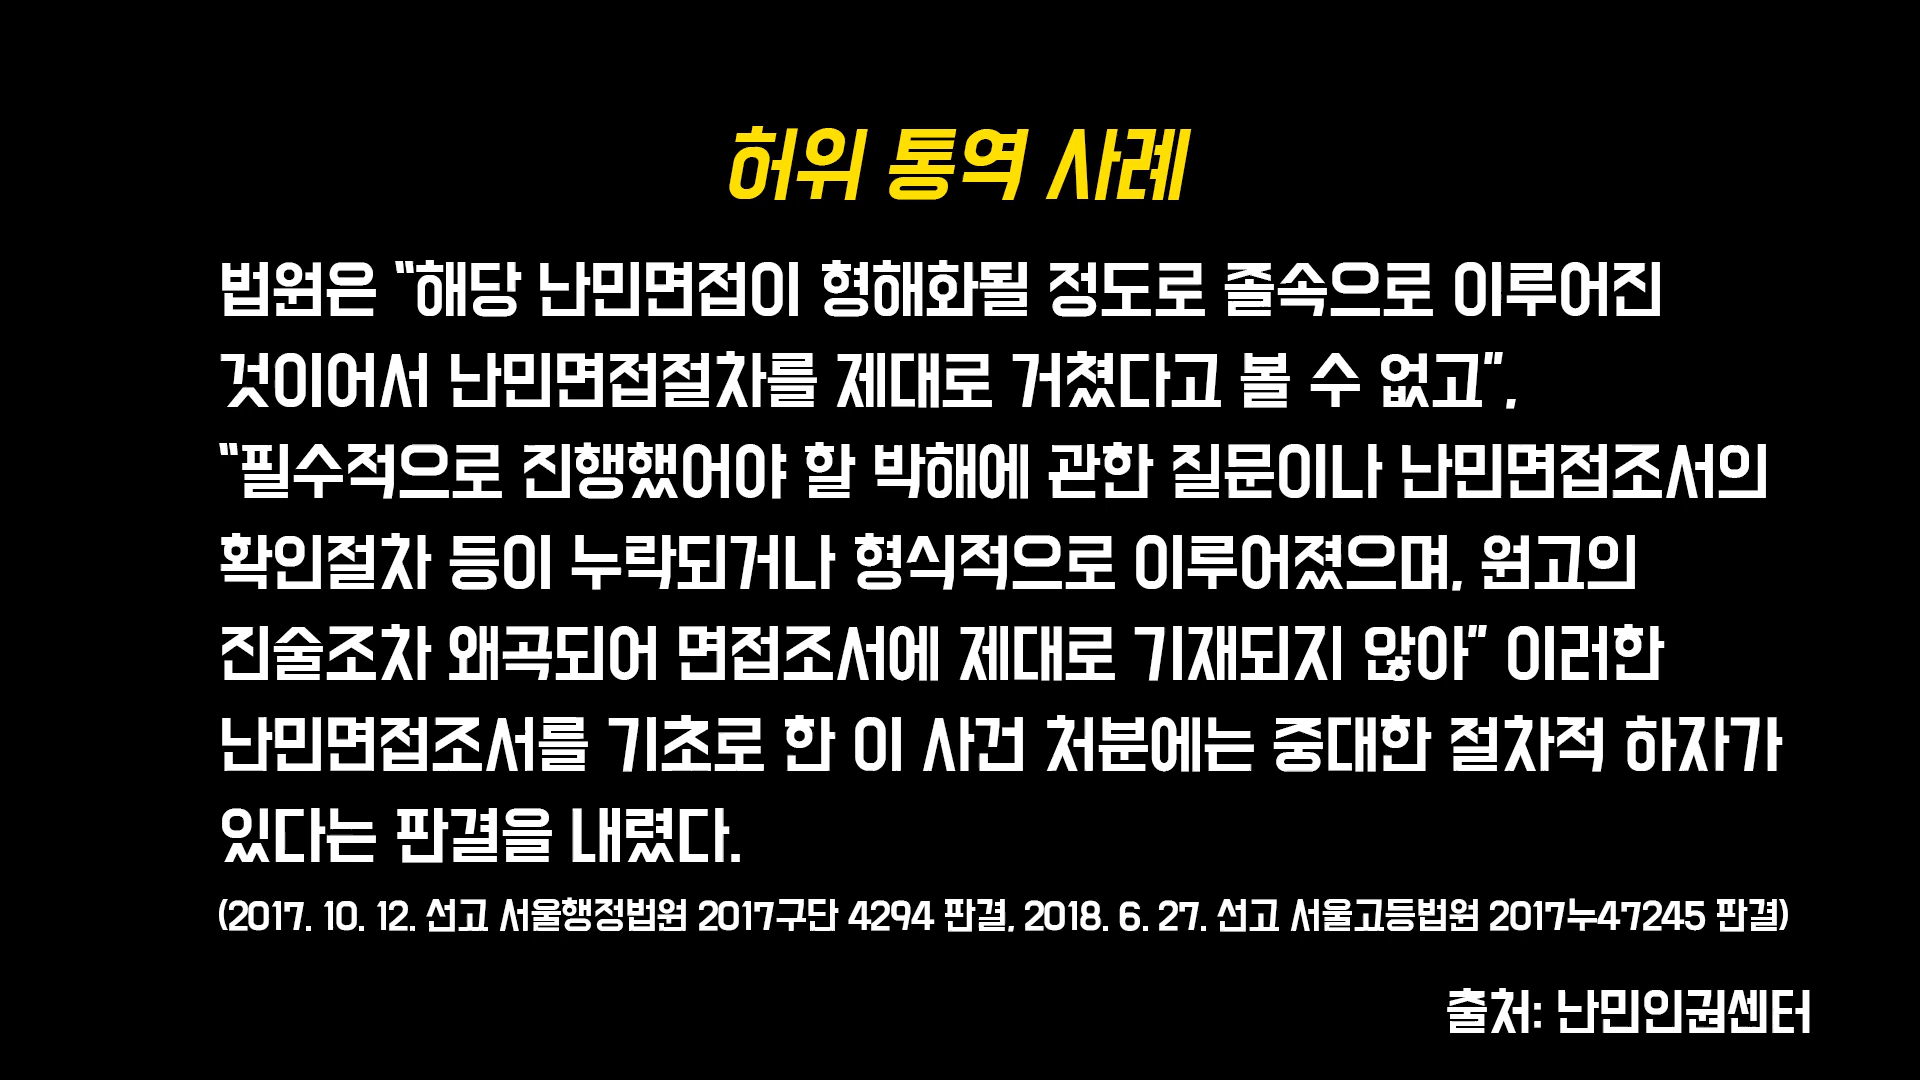 허위 통역 사례
법원은 "해당 난민면접이 형해화될 정도로 졸속으로 이루어진
것이어서 난민면접절차를 제대로 거쳤다고 볼 수 없고",
"필수적으로 진행했어야 할 박해에 관한 질문이나 난민면접조서의
확인절차 등이 누락되거나 형식적으로 이루어졌으며, 원고의
진술조차 왜곡되어 면접조서에 제대로 기재되지 않아" 이러한
난민면접조서를 기초로 한 이 사건 처분에는 중대한 절차적 하자가
있다는 판결을 내렸다.
(2017. 10. 12. 선고 서울행정법원 2017구단 4294 판결, 2018. 6. 27. 선고 서울고등법원 2017누47245 판결)
출처: 난민인권센터